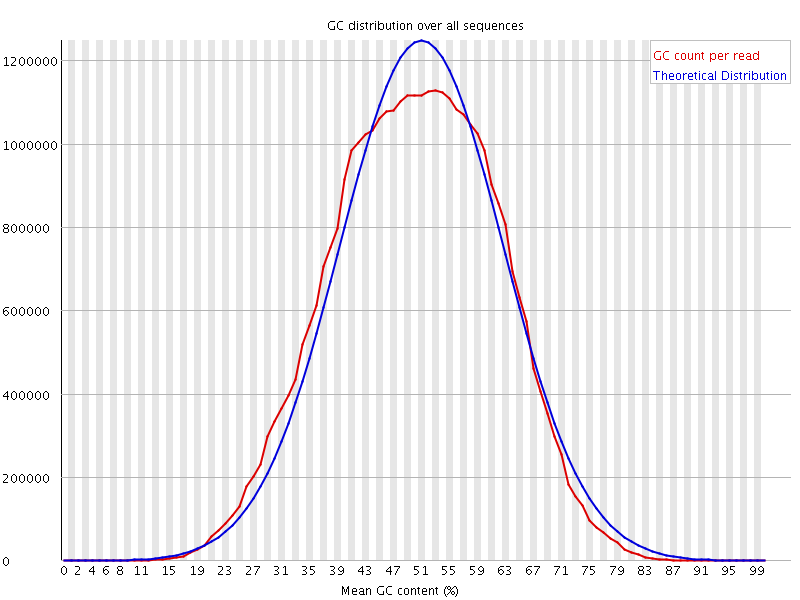 GC distribution over all sequences
GC count per read
Theoretical Distribution
1200000
1000000
800000
600000
400000
200000
0
0 2 4 6 8 11 15 19 23 27 31 35 39 43 47 51 55 59 63 67 71 75 79 83 87 91 95 99
Mean GC content (%)